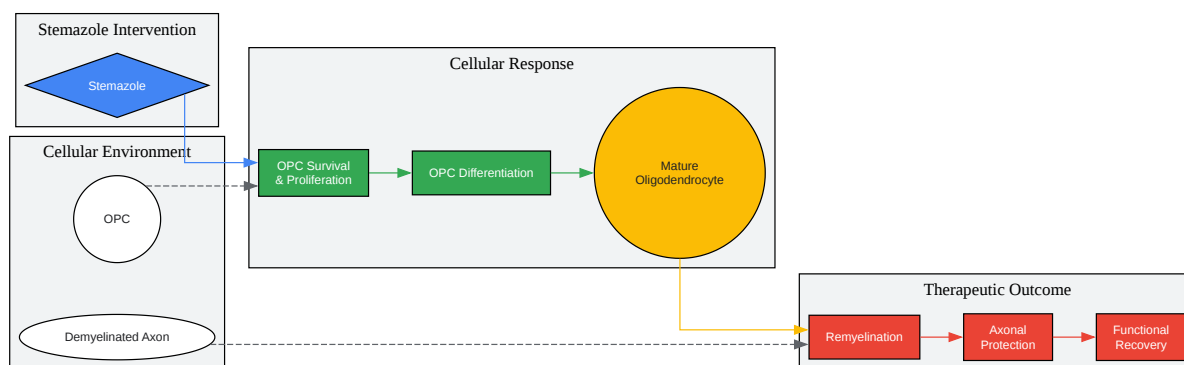 Stemazole Intervention
Stemazole
Cellular Environment
OPC
Demyelinated Axon
Cellular Response
OPC Survival
& Proliferation
OPC Differentiation
Mature
Oligodendrocyte
Therapeutic Outcome
Remyelination
Axonal
Protection
Functional
Recovery